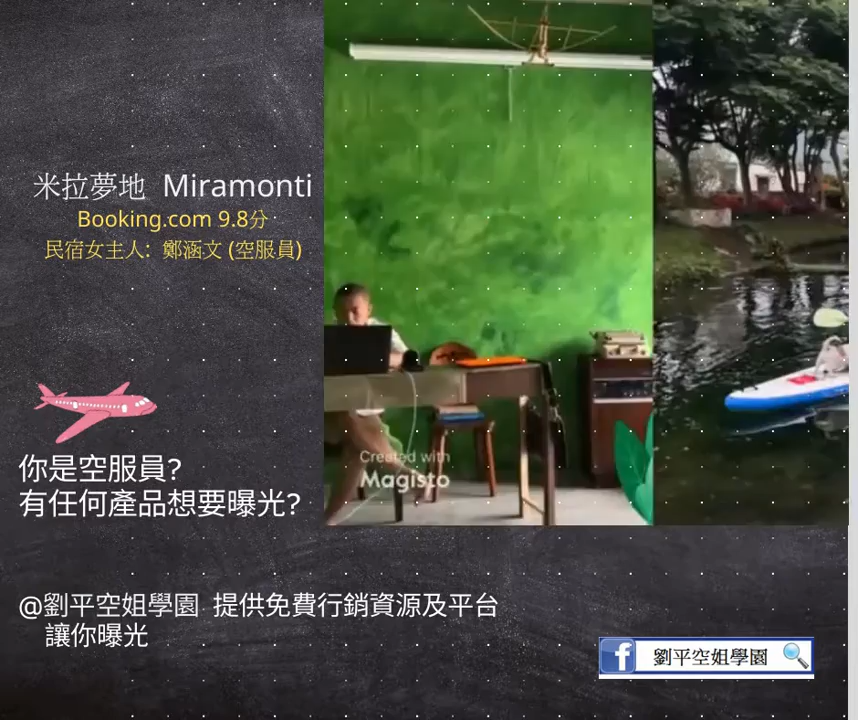 米拉夢地 Miramonti
Booking.com 9.8分
民宿女主人: 鄭涵文 (空服員)
Created with
Magisto
你是空服員?
有任何產品想要曝光?
@劉平空姐學園 提供免費行銷資源及平台
讓你曝光
f 劉平空姐學園